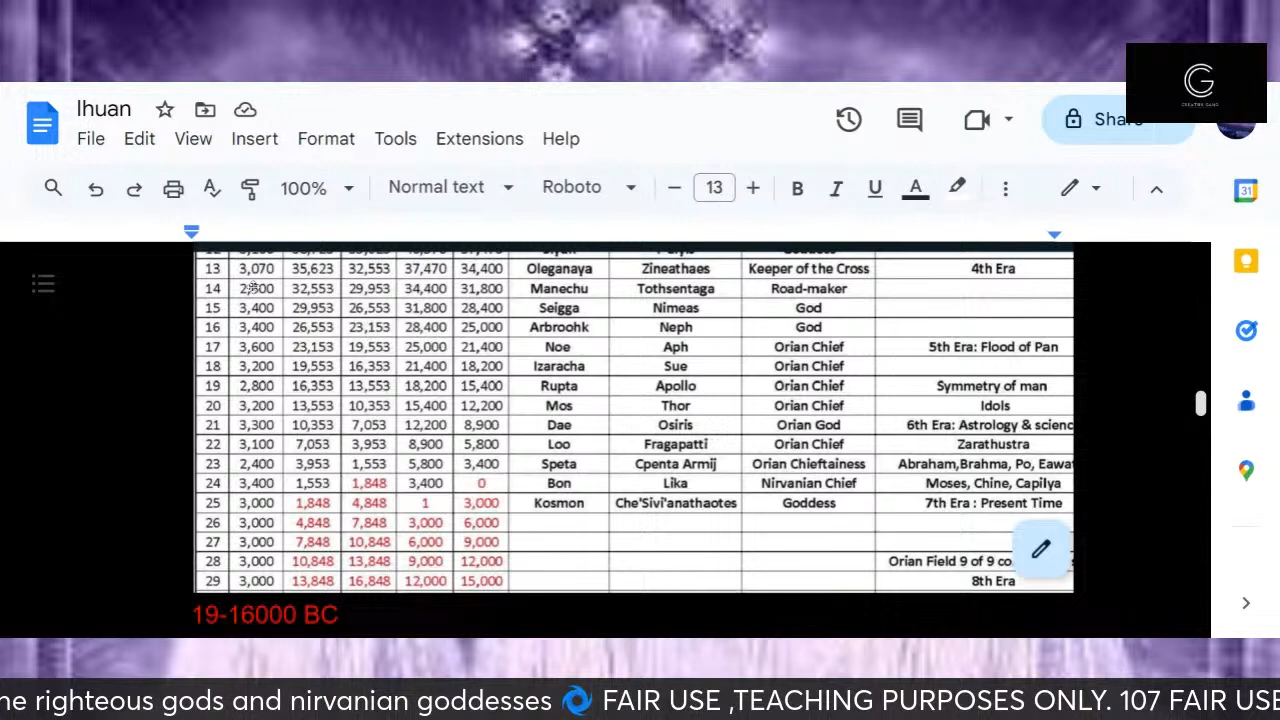 CREATOR GANG
Ihuan
Share
File Edit View Insert Format Tools Extensions Help
100% Normal text Roboto 13 B I U A
31
13 3,070 35,623 32,553 37,470 34,400 Oleganaya Zineathaes Keeper of the Cross 4th Era
14 32,553 29,953 34,400 31,800 Manechu Tothsentaga Road-maker
15 3,400 29,953 26,553 31,800 28,400 Seigga Nimeas God
16 3,400 26,553 23,153 28,400 25,000 Arbroohk Neph God
17 3,600 23,153 19,553 25,000 21,400 Noe Aph Orian Chief 5th Era: Flood of Pan
18 3,200 19,553 16,353 21,400 18,200 Izaracha Sue Orian Chief
19 2,800 16,353 13,553 18,200 15,400 Rupta Apollo Orian Chief Symmetry of man
20 3,200 13,553 10,353 15,400 12,200 Mos Thor Orian Chief Idols
21 3,300 10,353 7,053 12,200 8,900 Dae Osiris Orian God 6th Era: Astrology & scienc
22 3,100 7,053 3,953 8,900 5,800 Loo Fragapatti Orian Chief Zarathustra
23 2,400 3,953 1,553 5,800 3,400 Speta Cpenta Armij Orian Chieftainess Abraham,Brahma, Po, Eawat
24 3,400 1,553 1,848 3,400 0 Bon Lika Nirvanian Chief Moses, Chine, Capilya
25 3,000 1,848 4,848 1 3,000 Kosmon Che'Sivi'anathaotes Goddess 7th Era : Present Time
26 3,000 4,848 7,848 3,000 6,000
27 3,000 7,848 10,848 6,000 9,000
28 3,000 10,848 13,848 9,000 12,000 Orian Field 9 of 9 co
29 3,000 13,848 16,848 12,000 15,000 8th Era
19-16000 BC
he righteous gods and nirvanian goddesses FAIR USE ,TEACHING PURPOSES ONLY. 107 FAIR USE